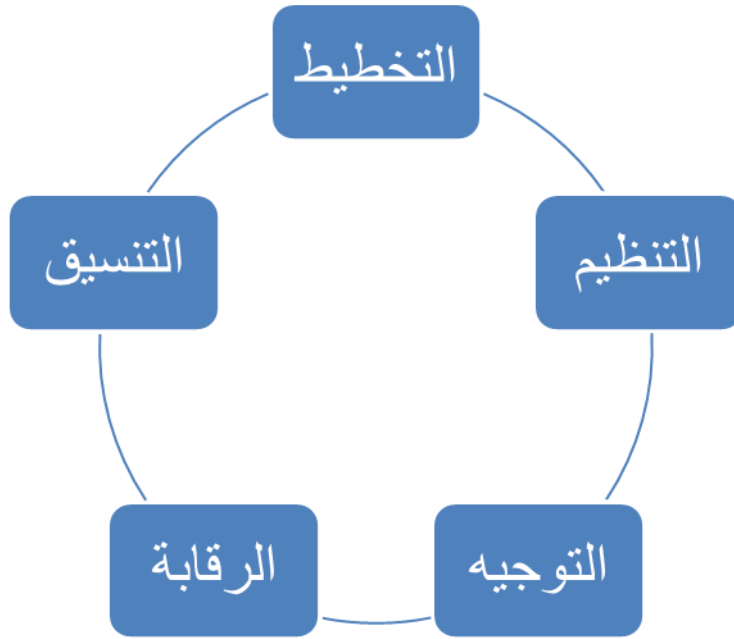 التخطيط
التنظيم
التوجيه
الرقابة
التنسيق